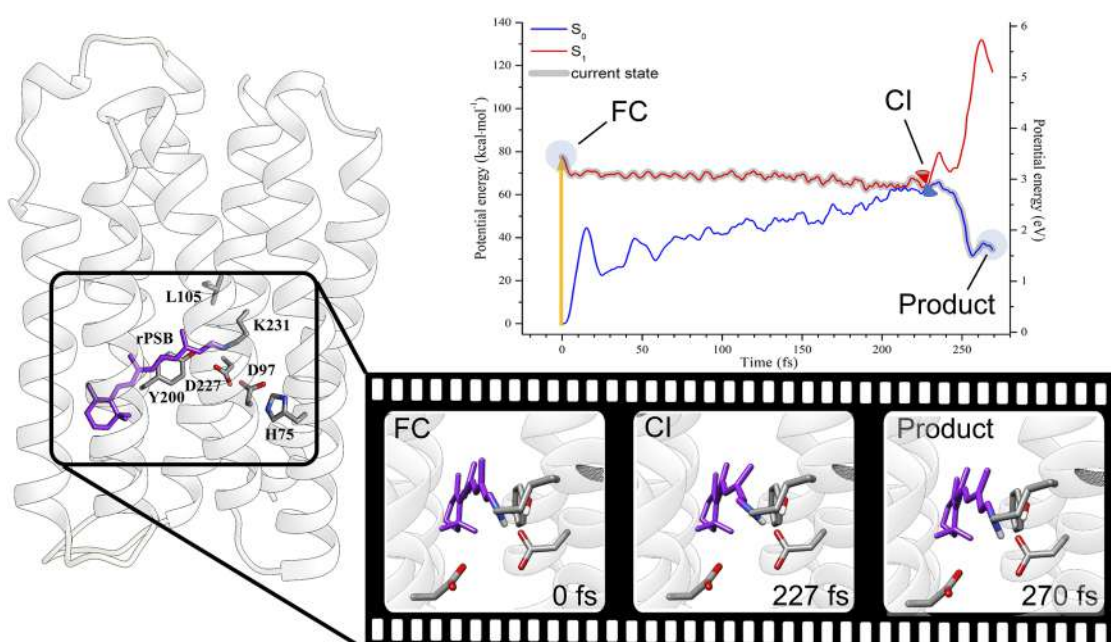 L105
rPSB
K231
D97
Y200
D227
H75
S0
S1
current state
FC
CI
Product
Potential energy (kcal·mol⁻¹)
140
120
100
80
60
40
20
0
0
50
100
150
200
250
Time (fs)
6
5
4
3
2
1
0
Potential energy (eV)
FC
0 fs
CI
227 fs
Product
270 fs